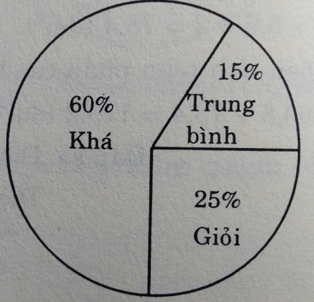 60%
Khá
15%
Trung
bình
25%
Giỏi